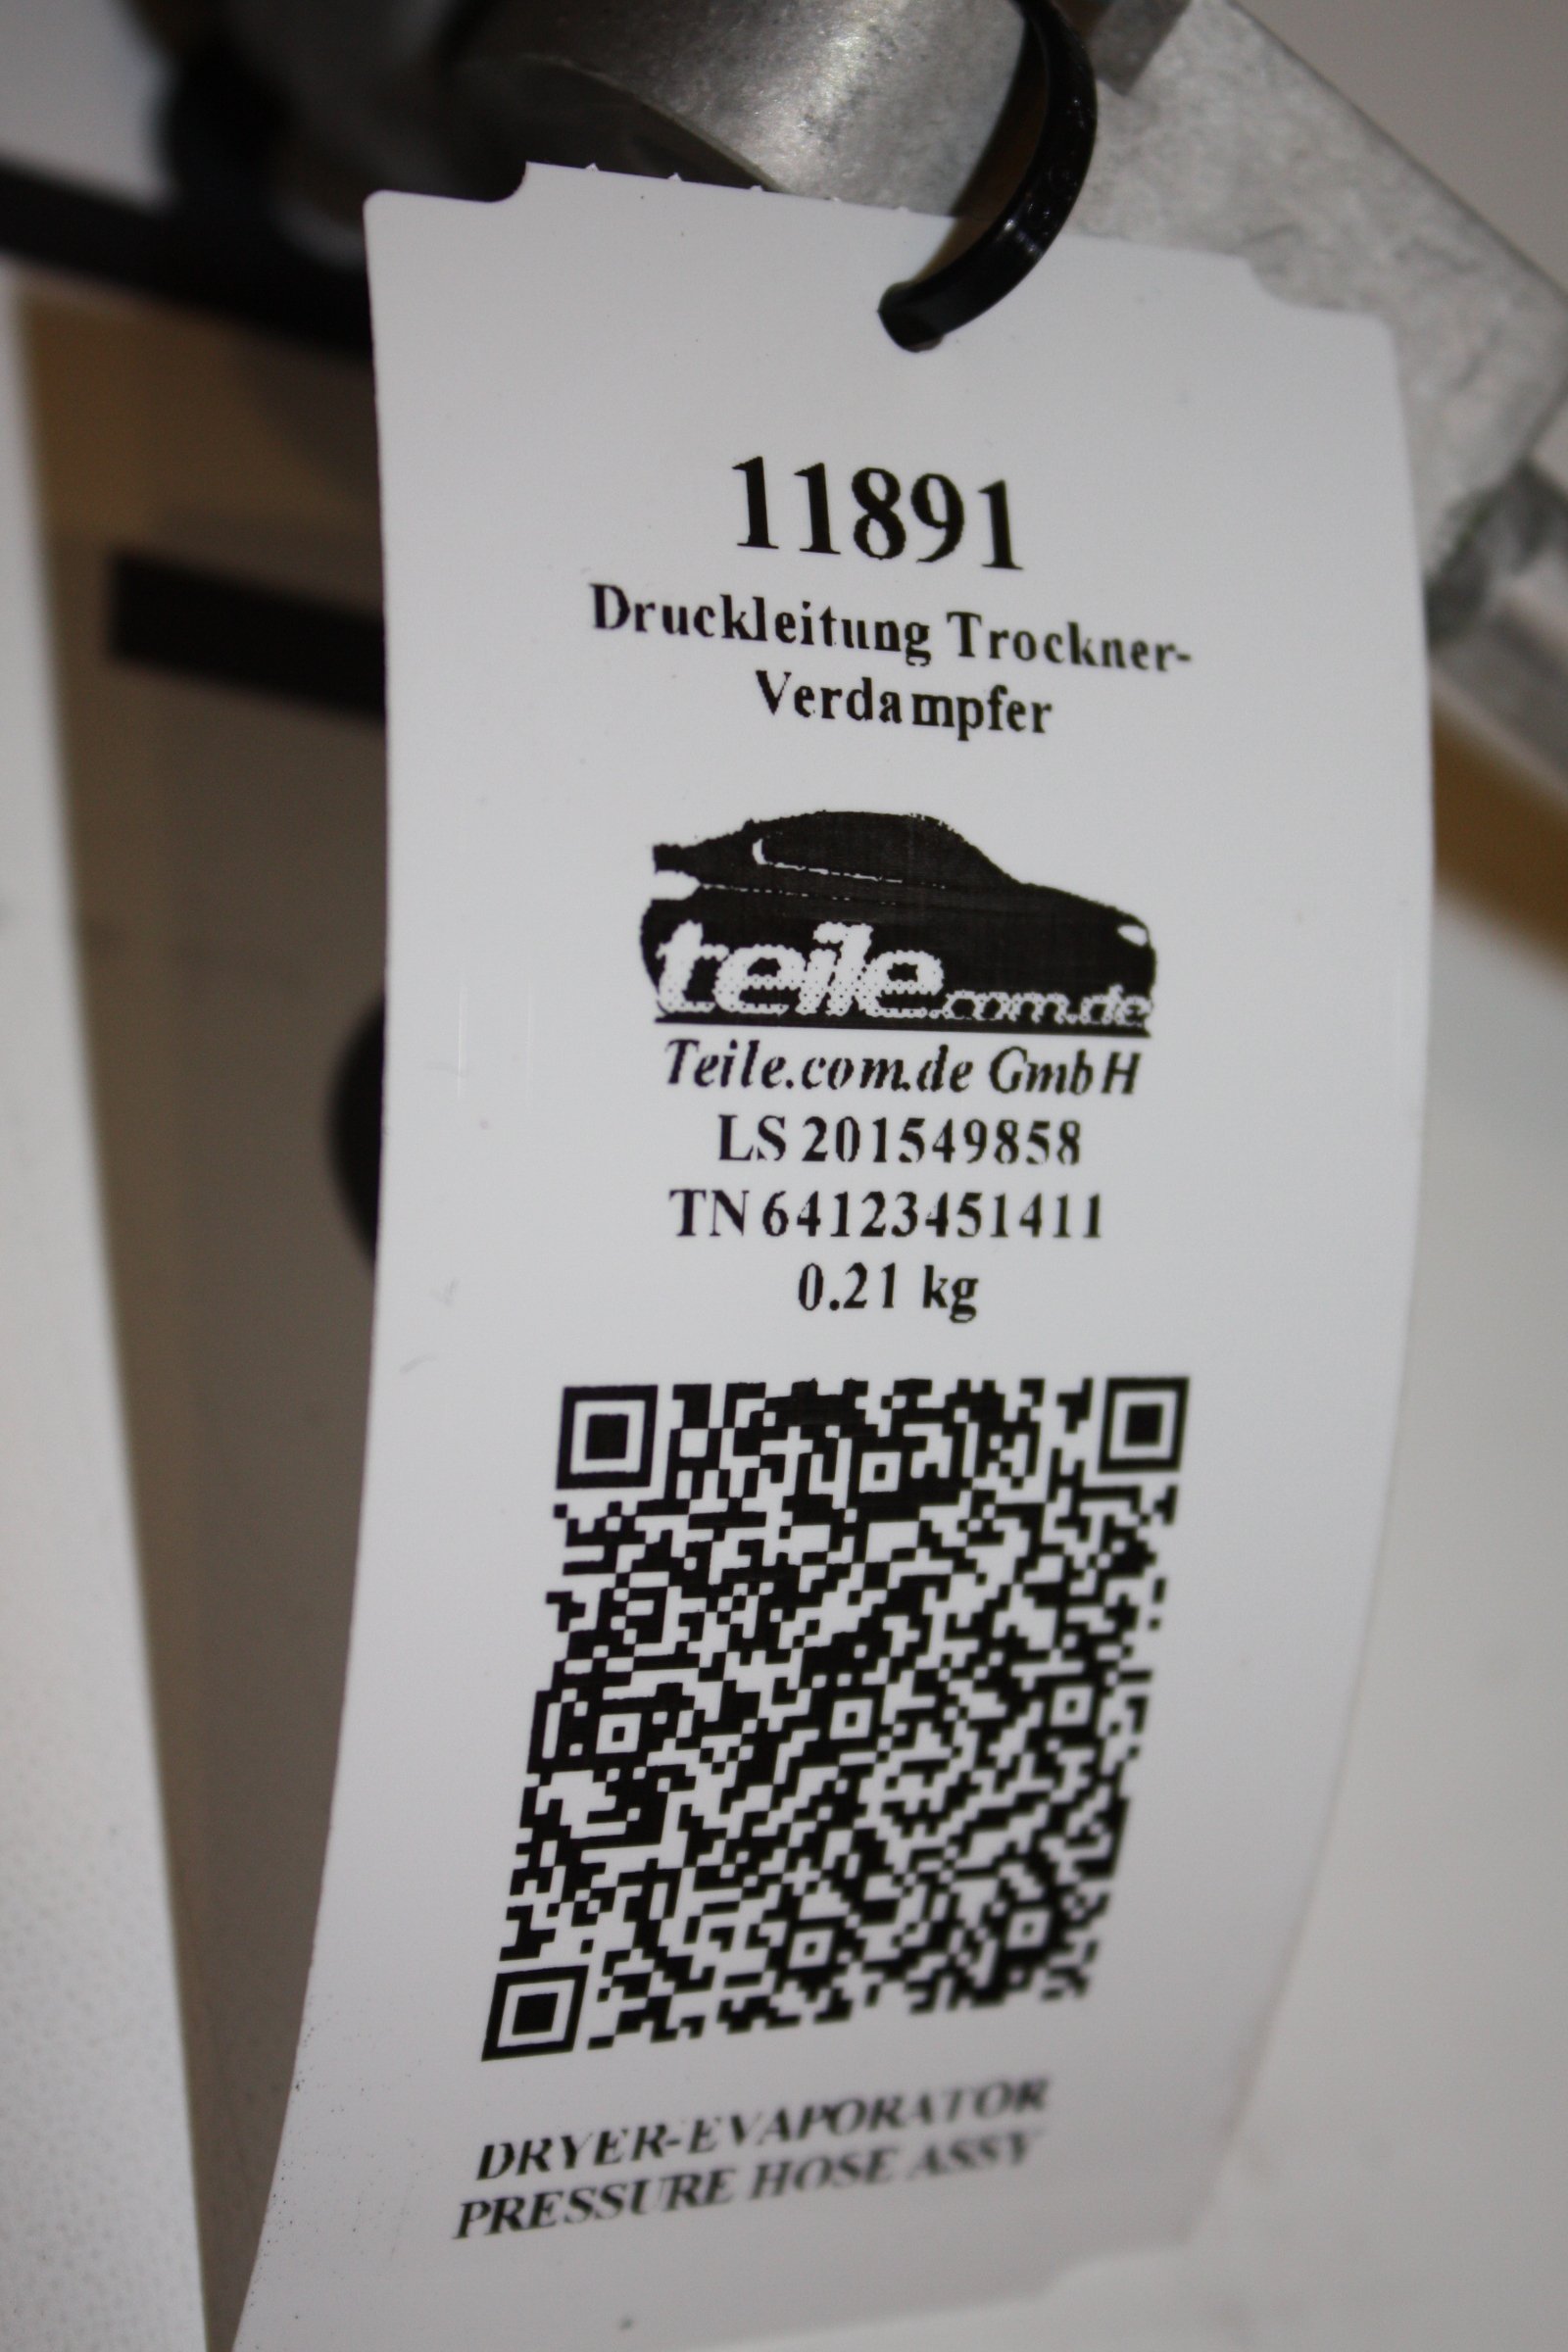 11891
Druckleitung Trockner-
Verdampfer
teile.com.de
Teile.com.de GmbH
LS 201549858
TN 64123451411
0.21 kg
DRYER-EVAPORATOR
PRESSURE HOSE ASSY